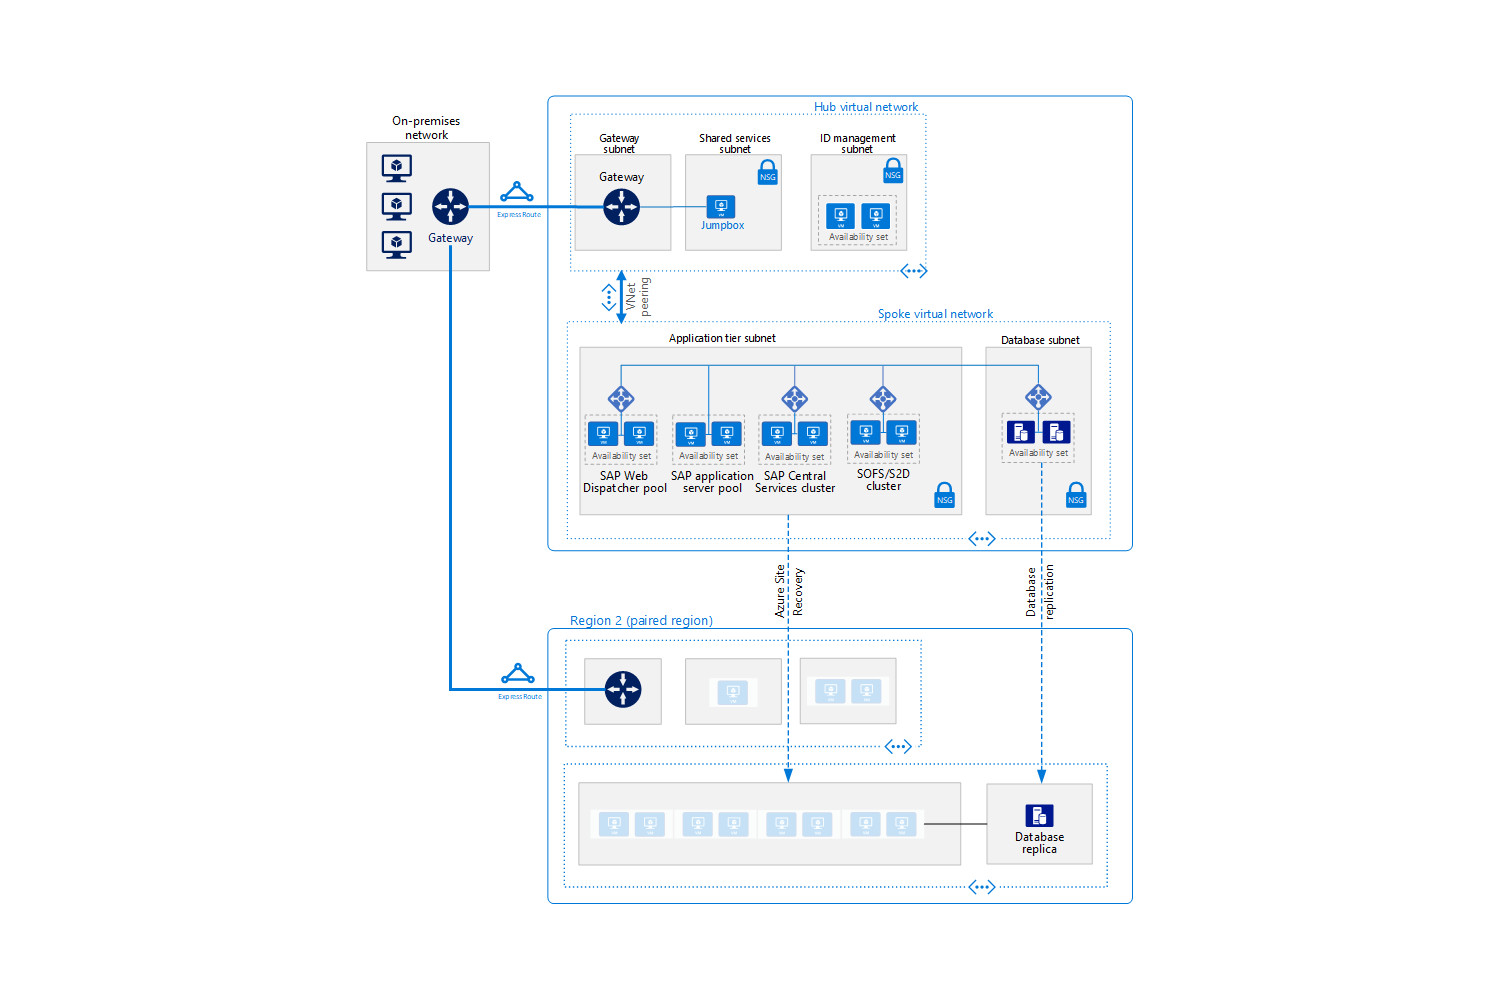 On-premises
network
Gateway
ExpressRoute
Hub virtual network
Gateway
subnet
Gateway
Shared services
subnet
NSG
VM
Jumpbox
ID management
subnet
NSG
VM
VM
Availability set
VNet
peering
Spoke virtual network
Application tier subnet
Database subnet
VM
VM
Availability set
SAP Web
Dispatcher pool
VM
VM
Availability set
SAP application
server pool
VM
VM
Availability set
SAP Central
Services cluster
VM
VM
Availability set
SOFS/S2D
cluster
NSG
Availability set
NSG
Azure Site
Recovery
Database
replication
Region 2 (paired region)
ExpressRoute
VM
VM
VM
VM
VM
VM
VM
VM
VM
VM
VM
Database
replica